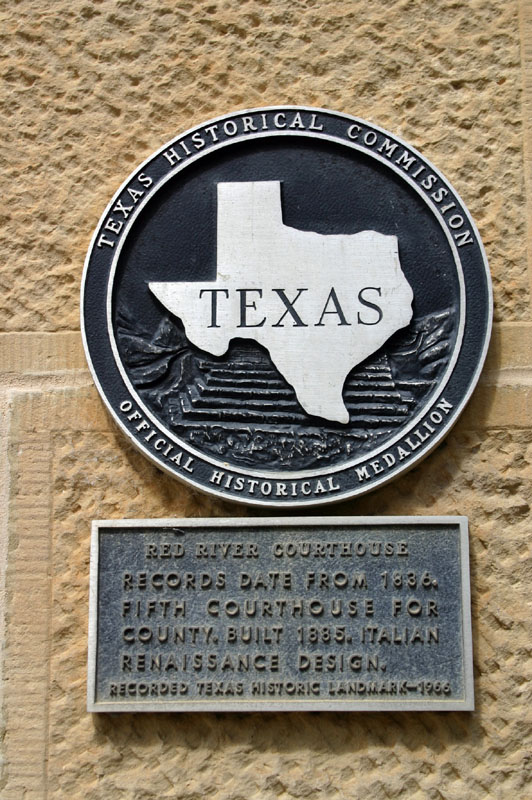 TEXAS HISTORICAL COMMISSION
TEXAS
OFFICIAL HISTORICAL MEDALLION
RED RIVER COURTHOUSE
RECORDS DATE FROM 1836.
FIFTH COURTHOUSE FOR
COUNTY. BUILT 1885. ITALIAN
RENAISSANCE DESIGN.
RECORDED TEXAS HISTORIC LANDMARK—1966